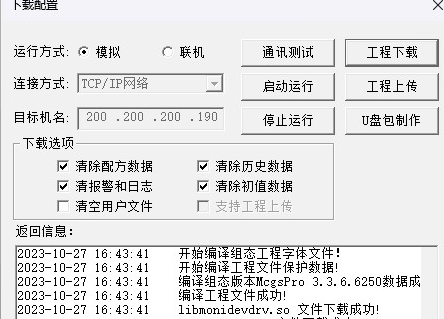 下载配置
运行方式: 模拟 联机 通讯测试 工程下载
连接方式: TCP/IP网络 启动运行 工程上传
目标机名: 200 .200 .200 .190 停止运行 U盘包制作
下载选项
清除配方数据 清除历史数据
清报警和日志 清除初值数据
清空用户文件 支持工程上传
返回信息:
2023-10-27 16:43:41 开始编译组态工程字体文件!
2023-10-27 16:43:41 开始编译工程文件保护数据!
2023-10-27 16:43:41 编译组态版本McgsPro 3.3.6.6250数据成
2023-10-27 16:43:41 编译工程文件成功!
2023-10-27 16:43:41 libmonidevdrv.so 文件下载成功!